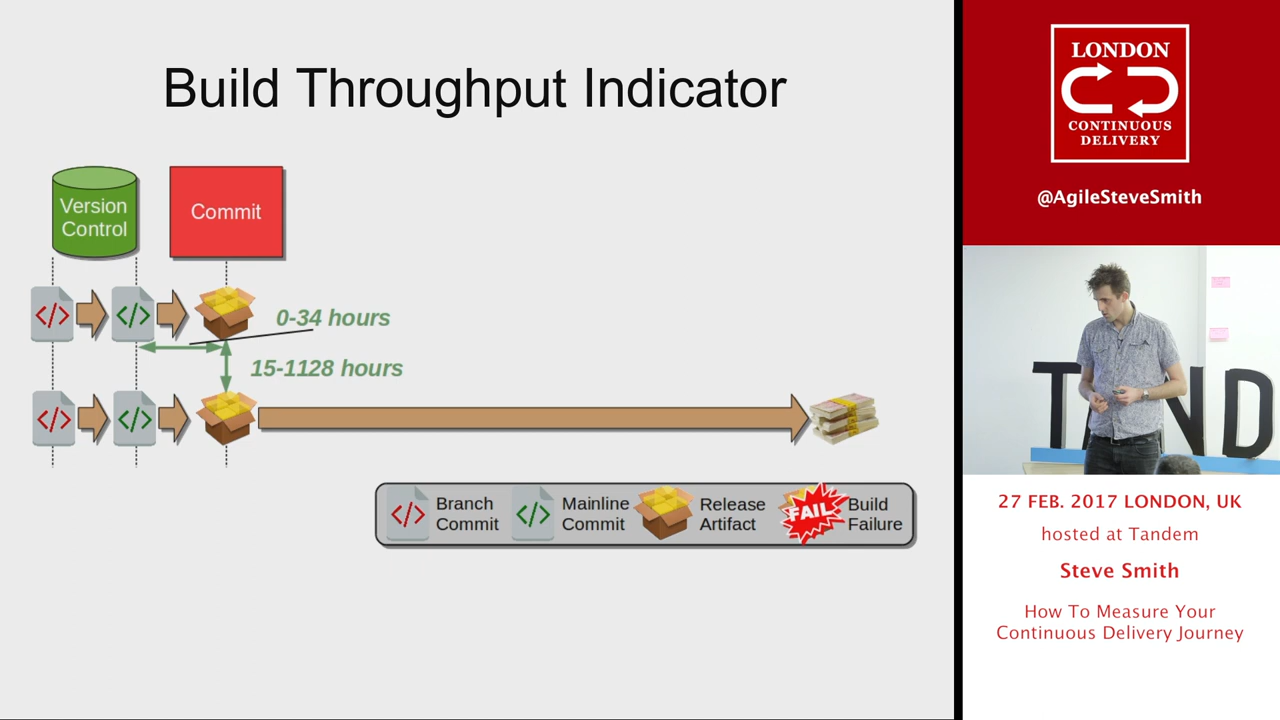 Build Throughput Indicator
Version
Control
Commit
0-34 hours
15-1128 hours
Branch
Commit
Mainline
Commit
Release
Artifact
FAIL
Build
Failure
LONDON
CONTINUOUS
DELIVERY
@AgileSteveSmith
27 FEB. 2017 LONDON, UK
hosted at Tandem
Steve Smith
How To Measure Your
Continuous Delivery Journey